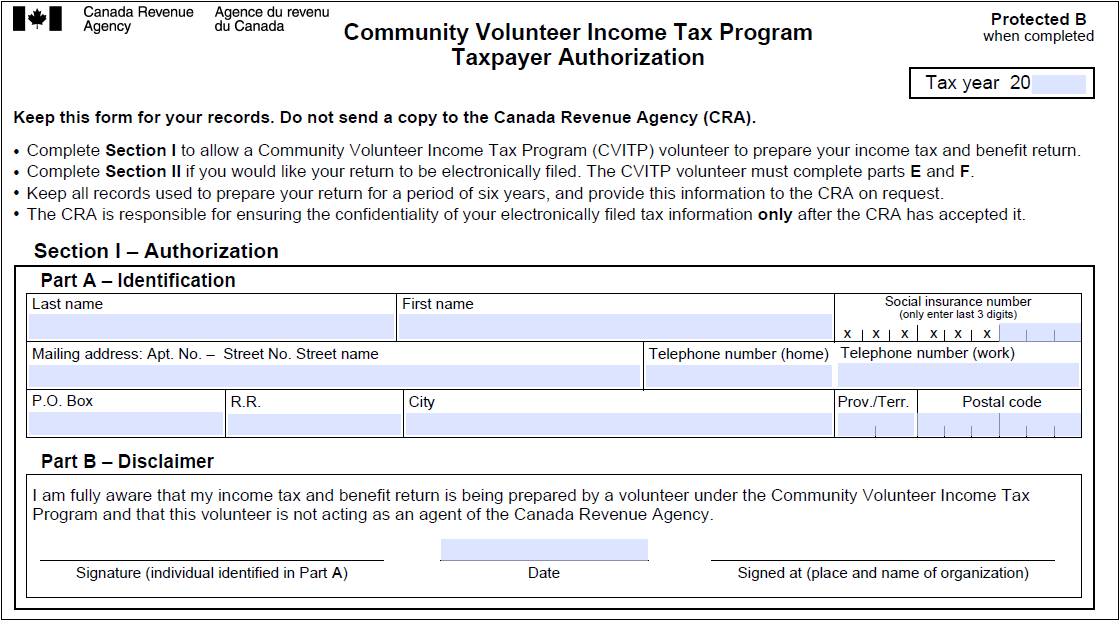 Canada Revenue Agence du revenu
Agency du Canada
Community Volunteer Income Tax Program
Taxpayer Authorization
Protected B
when completed
Tax year 20
Keep this form for your records. Do not send a copy to the Canada Revenue Agency (CRA).
• Complete Section I to allow a Community Volunteer Income Tax Program (CVITP) volunteer to prepare your income tax and benefit return.
• Complete Section II if you would like your return to be electronically filed. The CVITP volunteer must complete parts E and F.
• Keep all records used to prepare your return for a period of six years, and provide this information to the CRA on request.
• The CRA is responsible for ensuring the confidentiality of your electronically filed tax information only after the CRA has accepted it.
Section I – Authorization
Part A – Identification
Last name First name Social insurance number
(only enter last 3 digits)
x x x x x x
Mailing address: Apt. No. – Street No. Street name Telephone number (home) Telephone number (work)
P.O. Box R.R. City Prov./Terr. Postal code
Part B – Disclaimer
I am fully aware that my income tax and benefit return is being prepared by a volunteer under the Community Volunteer Income Tax
Program and that this volunteer is not acting as an agent of the Canada Revenue Agency.
Signature (individual identified in Part A) Date Signed at (place and name of organization)